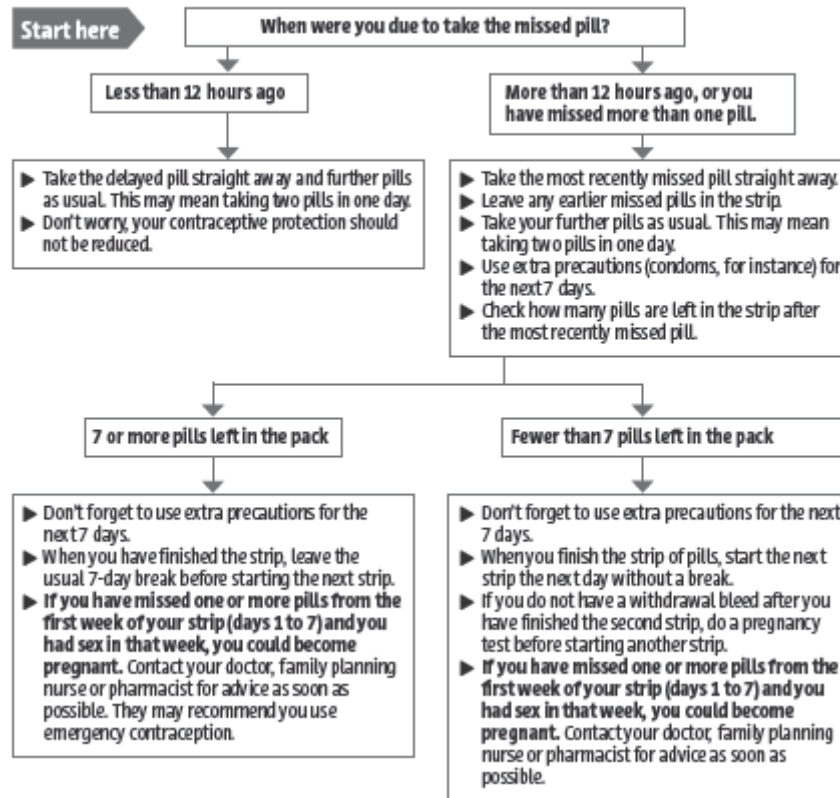 Start here
When were you due to take the missed pill?
Less than 12 hours ago
More than 12 hours ago, or you
have missed more than one pill.
▶ Take the delayed pill straight away and further pills
as usual. This may mean taking two pills in one day.
▶ Don't worry, your contraceptive protection should
not be reduced.
▶ Take the most recently missed pill straight away.
▶ Leave any earlier missed pills in the strip.
▶ Take your further pills as usual. This may mean
taking two pills in one day.
▶ Use extra precautions (condoms, for instance) for
the next 7 days.
▶ Check how many pills are left in the strip after
the most recently missed pill.
7 or more pills left in the pack
Fewer than 7 pills left in the pack
▶ Don't forget to use extra precautions for the
next 7 days.
▶ When you have finished the strip, leave the
usual 7-day break before starting the next strip.
▶ If you have missed one or more pills from the
first week of your strip (days 1 to 7) and you
had sex in that week, you could become
pregnant. Contact your doctor, family planning
nurse or pharmacist for advice as soon as
possible. They may recommend you use
emergency contraception.
▶ Don't forget to use extra precautions for the next
7 days.
▶ When you finish the strip of pills, start the next
strip the next day without a break.
▶ If you do not have a withdrawal bleed after you
have finished the second strip, do a pregnancy
test before starting another strip.
▶ If you have missed one or more pills from the
first week of your strip (days 1 to 7) and you
had sex in that week, you could become
pregnant. Contact your doctor, family planning
nurse or pharmacist for advice as soon as
possible.